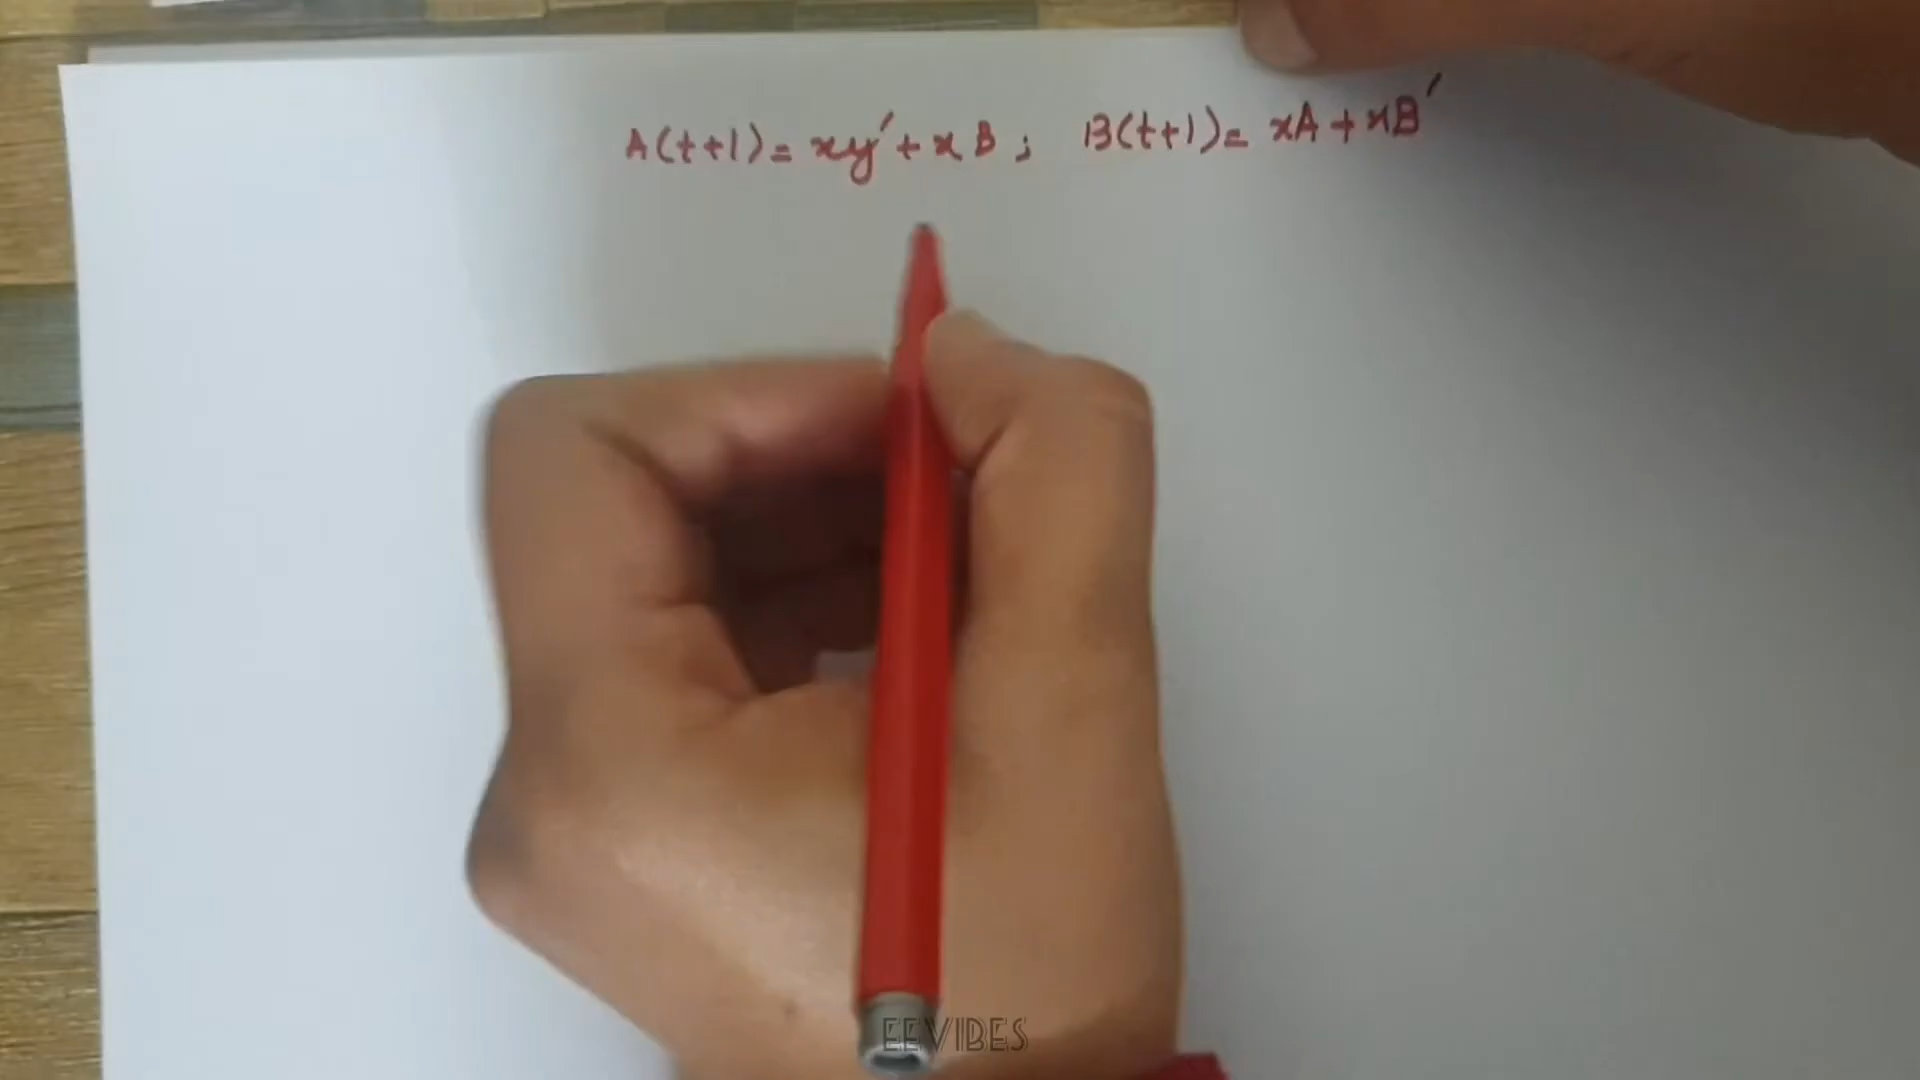 A(t+1)= xy'+xB ; B(t+1)= xA+xB'
EEVIBES